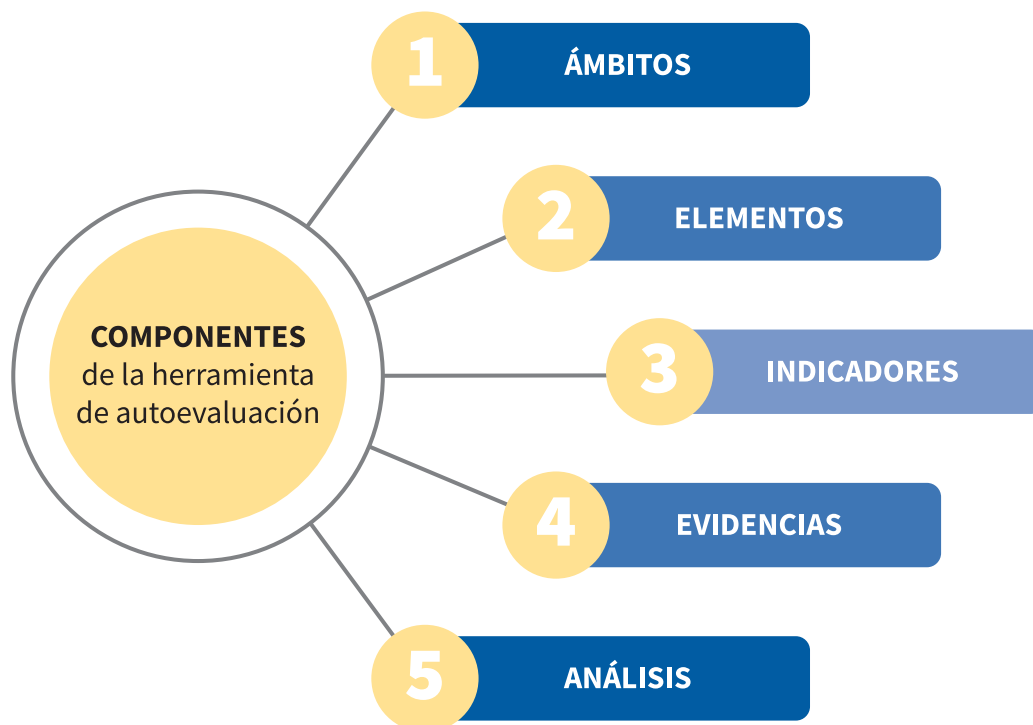 1
ÁMBITOS
2
ELEMENTOS
COMPONENTES
de la herramienta
de autoevaluación
3
INDICADORES
4
EVIDENCIAS
5
ANÁLISIS